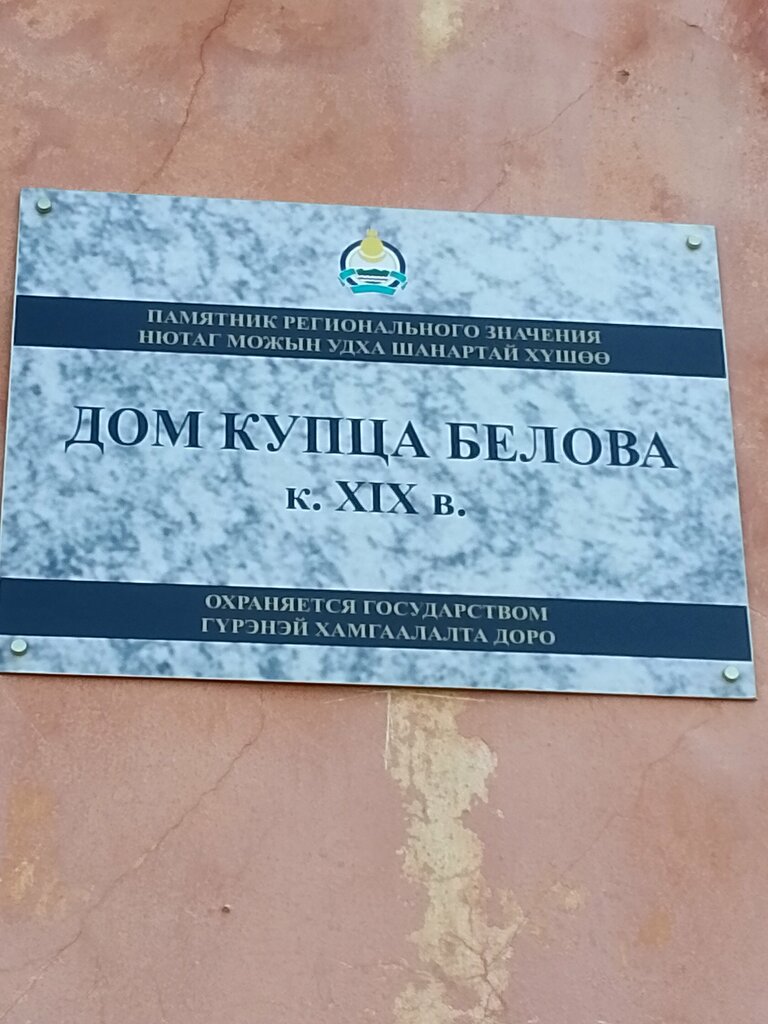 ПАМЯТНИК РЕГИОНАЛЬНОГО ЗНАЧЕНИЯ
НЮТАГ МОЖЫН УДХА ШАНАРТАЙ ХҮШӨӨ
ДОМ КУПЦА БЕЛОВА
к. XIX в.
ОХРАНЯЕТСЯ ГОСУДАРСТВОМ
ГҮРЭНЭЙ ХАМГААЛАЛТА ДОРО